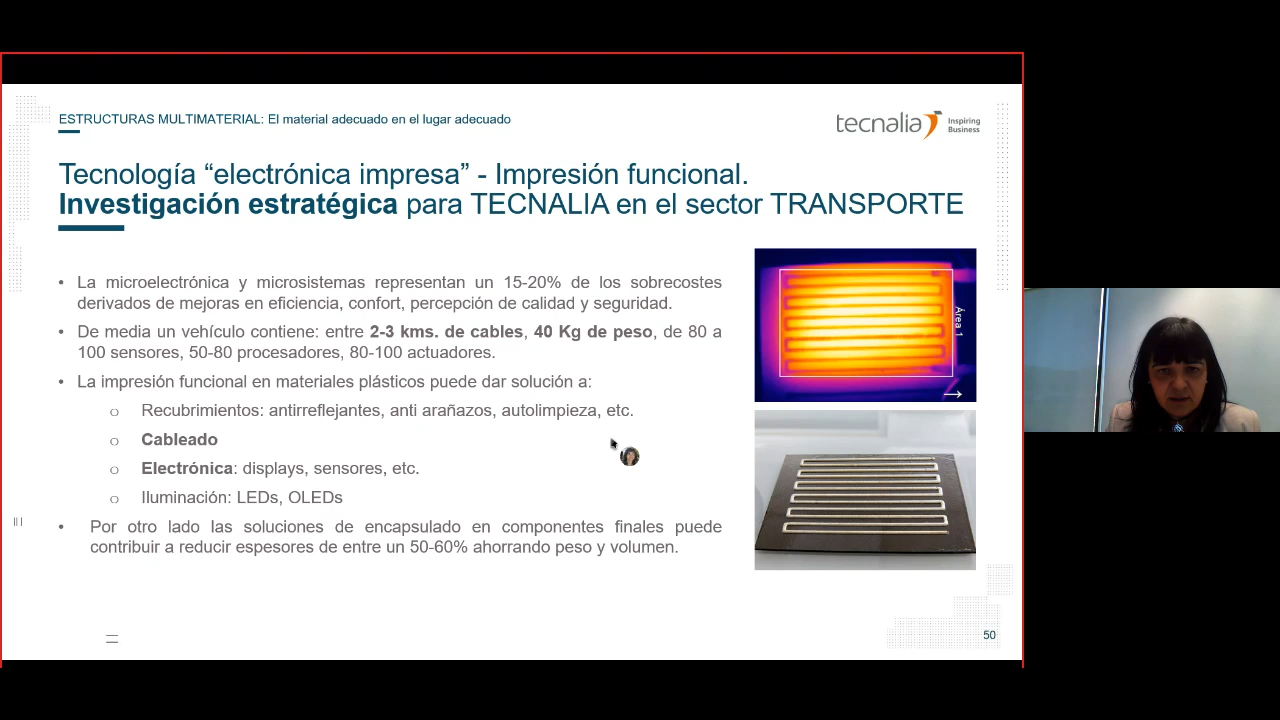 ESTRUCTURAS MULTIMATERIAL: El material adecuado en el lugar adecuado
tecnalia Inspiring
Business
Tecnología “electrónica impresa” - Impresión funcional.
Investigación estratégica para TECNALIA en el sector TRANSPORTE
• La microelectrónica y microsistemas representan un 15-20% de los sobrecostes
derivados de mejoras en eficiencia, confort, percepción de calidad y seguridad.
• De media un vehículo contiene: entre 2-3 kms. de cables, 40 Kg de peso, de 80 a
100 sensores, 50-80 procesadores, 80-100 actuadores.
• La impresión funcional en materiales plásticos puede dar solución a:
o Recubrimientos: antirreflejantes, anti arañazos, autolimpieza, etc.
o Cableado
o Electrónica: displays, sensores, etc.
o Iluminación: LEDs, OLEDs
• Por otro lado las soluciones de encapsulado en componentes finales puede
contribuir a reducir espesores de entre un 50-60% ahorrando peso y volumen.
Área 1
50